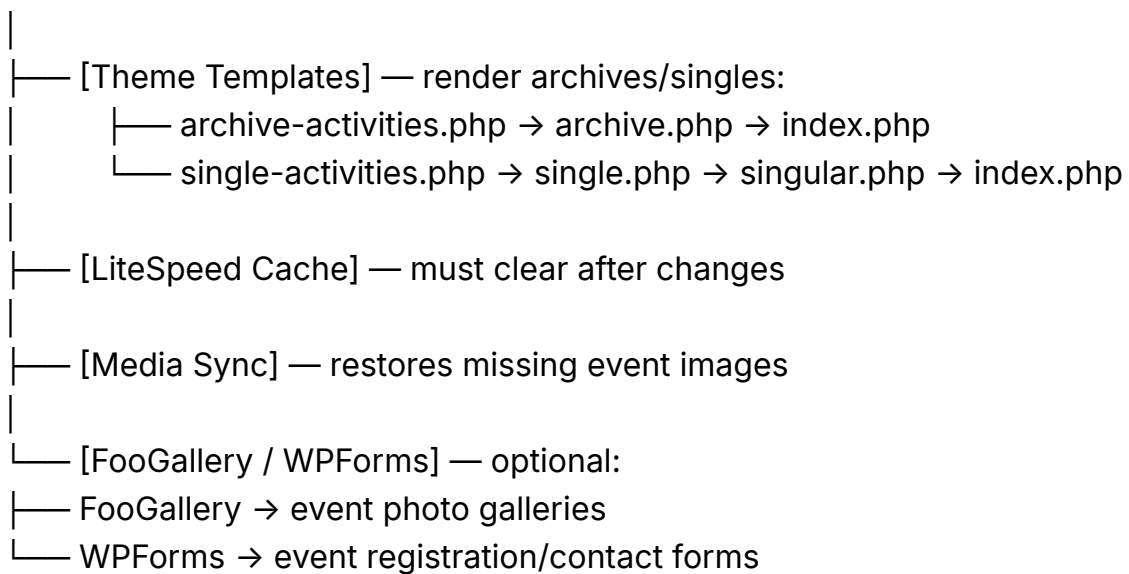 │
├── [Theme Templates] — render archives/singles:
│     ├── archive-activities.php → archive.php → index.php
│     └── single-activities.php → single.php → singular.php → index.php
│
├── [LiteSpeed Cache] — must clear after changes
│
├── [Media Sync] — restores missing event images
│
└── [FooGallery / WPForms] — optional:
├── FooGallery → event photo galleries
└── WPForms → event registration/contact forms